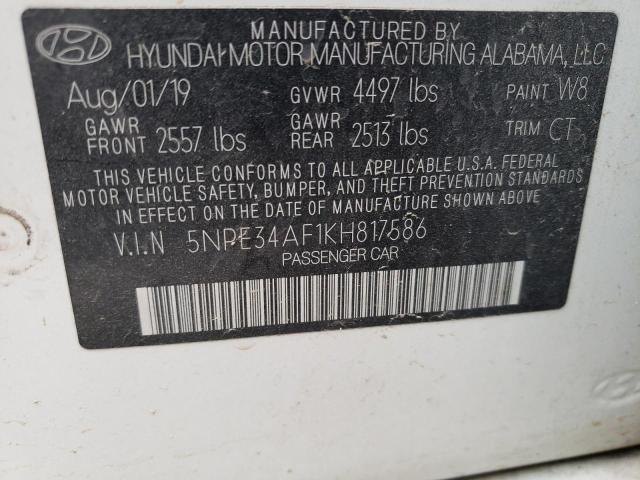 MANUFACTURED BY
HYUNDAI MOTOR MANUFACTURING ALABAMA, LLC
Aug/01/19 GVWR 4497 lbs PAINT W8
GAWR FRONT 2557 lbs GAWR REAR 2513 lbs TRIM CT
THIS VEHICLE CONFORMS TO ALL APPLICABLE U.S.A. FEDERAL
MOTOR VEHICLE SAFETY, BUMPER, AND THEFT PREVENTION STANDARDS
IN EFFECT ON THE DATE OF MANUFACTURE SHOWN ABOVE
V.I.N 5NPE34AF1KH817586
PASSENGER CAR